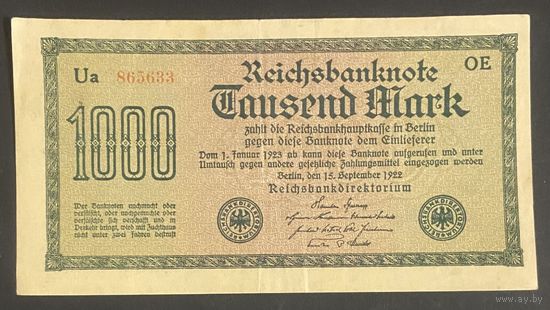 Ua 865633
Reichsbanknote
OE
1000
Tausend Mark
zahlt die Reichsbankhauptkasse in Berlin
gegen diese Banknote dem Einlieferer
Vom 1. Januar 1923 ab kann diese Banknote aufgerufen und unter
Umtausch gegen andere gesetzliche Zahlungsmittel eingezogen werden
Berlin, den 15. September 1922
Reichsbankdirektorium
Wer Banknoten nachmacht oder
verfälscht, oder nachgemachte oder
verfälschte sich verschafft und in
Verkehr bringt, wird mit Zuchthaus
nicht unter zwei Jahren bestraft
ay.by